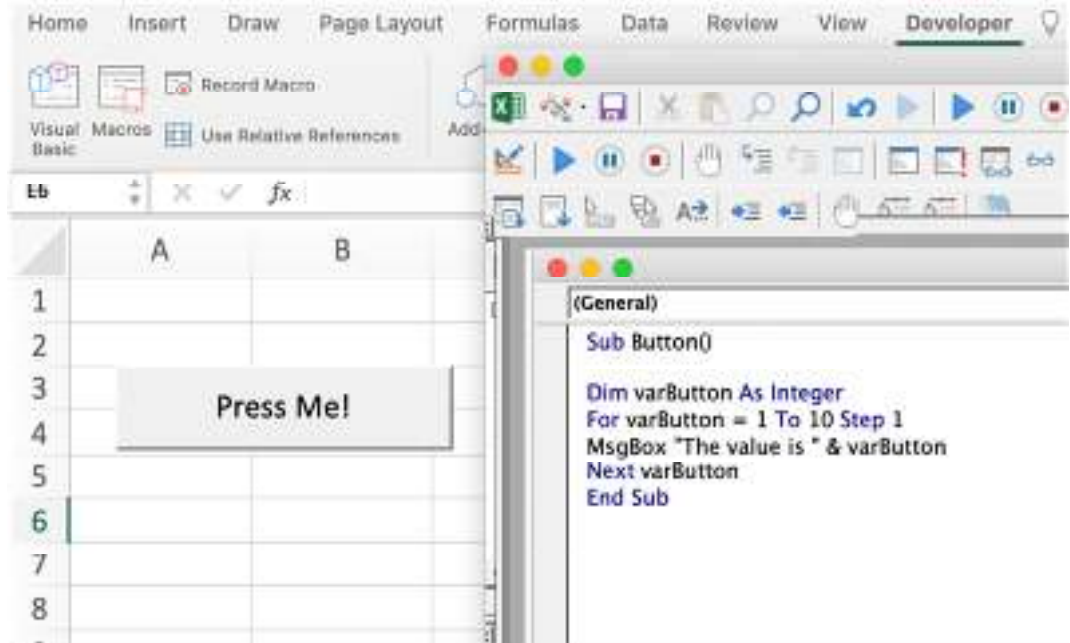 Home Insert Draw Page Layout Formulas Data Review View Developer
Record Macro
Visual Basic Macros Use Relative References Add-
E6 fx
A B
1
2
3
4
5
6
7
8
Press Me!
(General)
Sub Button()
Dim varButton As Integer
For varButton = 1 To 10 Step 1
MsgBox "The value is " & varButton
Next varButton
End Sub